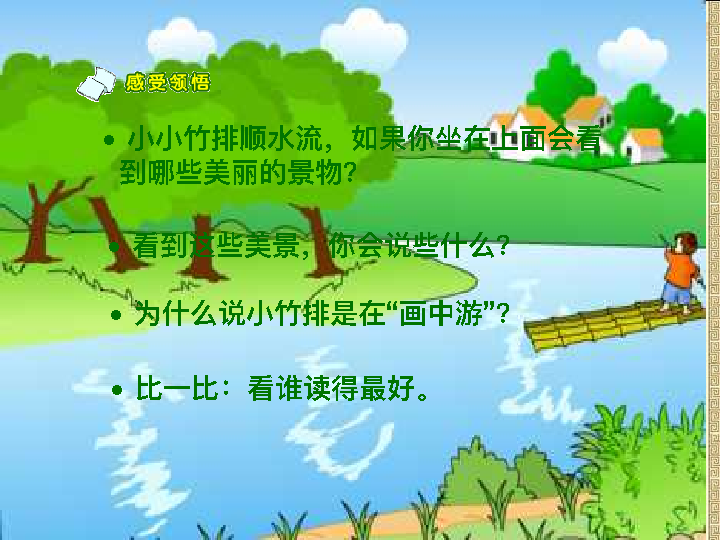 感受领悟
• 小小竹排顺水流，如果你坐在上面会看
到哪些美丽的景物？
• 看到这些美景，你会说些什么？
• 为什么说小竹排是在“画中游”？
• 比一比：看谁读得最好。